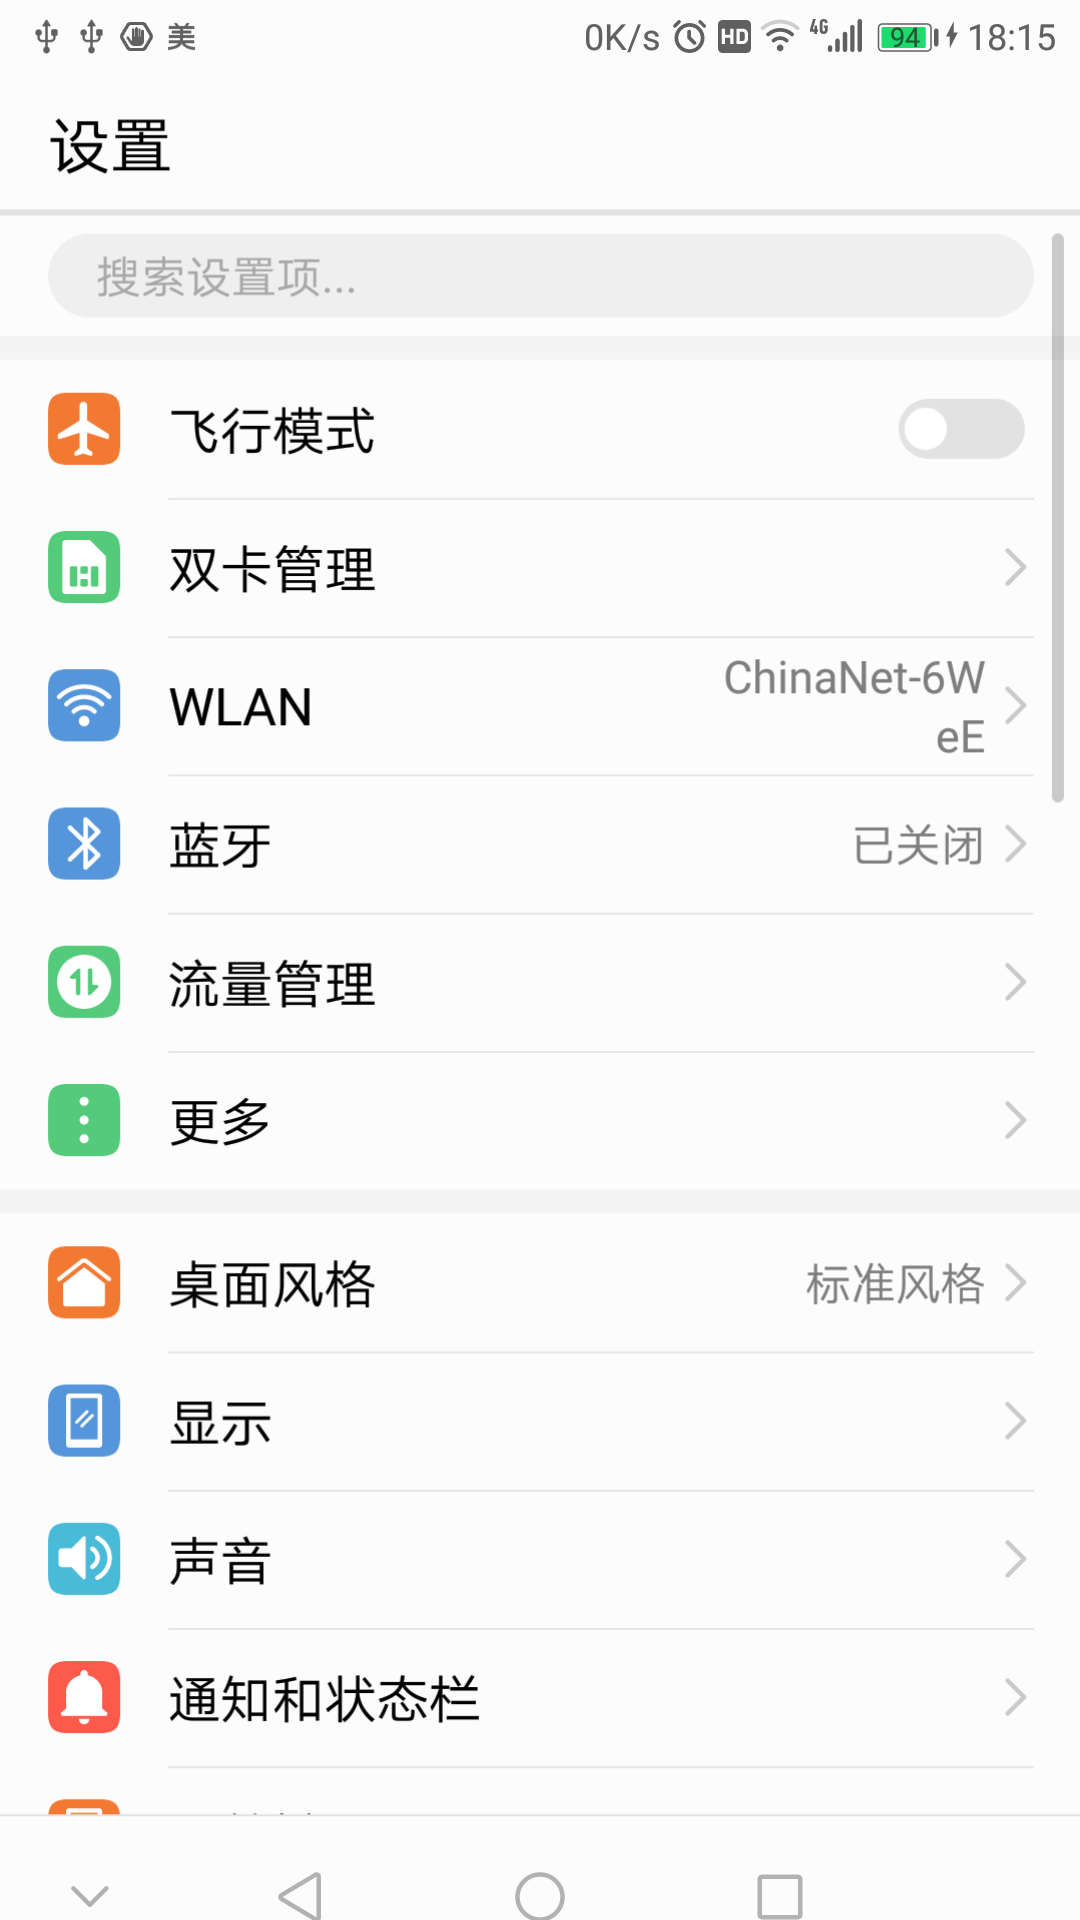 美 0K/s HD 4G 94 18:15
设置
搜索设置项...
飞行模式
双卡管理
WLAN
ChinaNet-6W
eE
蓝牙 已关闭
流量管理
更多
桌面风格 标准风格
显示
声音
通知和状态栏